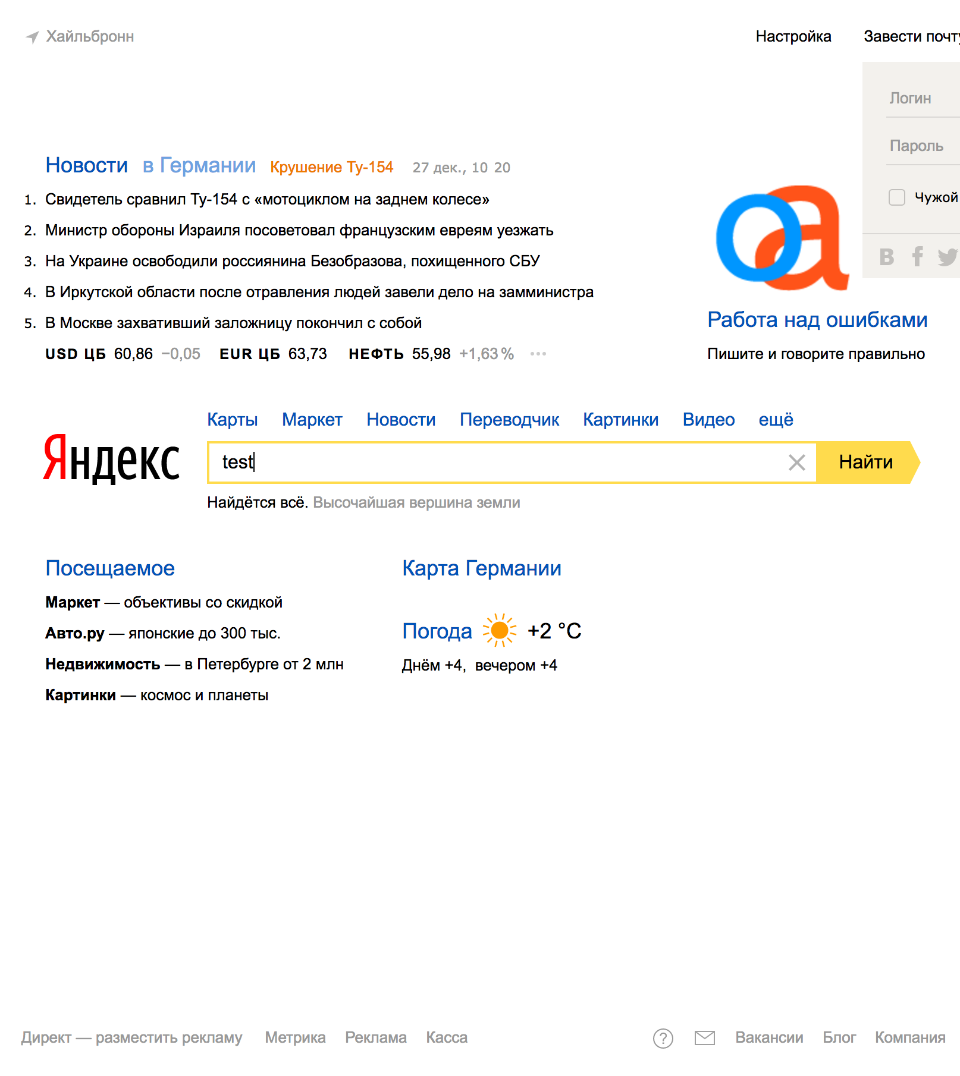 Хайльбронн
Настройка
Завести почту
Логин
Пароль
Чужой
Новости в Германии Крушение Ту-154 27 дек., 10 20
1. Свидетель сравнил Ту-154 с «мотоциклом на заднем колесе»
2. Министр обороны Израиля посоветовал французским евреям уезжать
3. На Украине освободили россиянина Безобразова, похищенного СБУ
4. В Иркутской области после отравления людей завели дело на замминистра
5. В Москве захвативший заложницу покончил с собой
USD ЦБ 60,86 −0,05 EUR ЦБ 63,73 НЕФТЬ 55,98 +1,63 % ···
оа
Работа над ошибками
Пишите и говорите правильно
Карты Маркет Новости Переводчик Картинки Видео ещё
Яндекс
test
Найти
Найдётся всё. Высочайшая вершина земли
Посещаемое
Маркет — объективы со скидкой
Авто.ру — японские до 300 тыс.
Недвижимость — в Петербурге от 2 млн
Картинки — космос и планеты
Карта Германии
Погода +2 °C
Днём +4, вечером +4
Директ — разместить рекламу Метрика Реклама Касса
? Вакансии Блог Компания